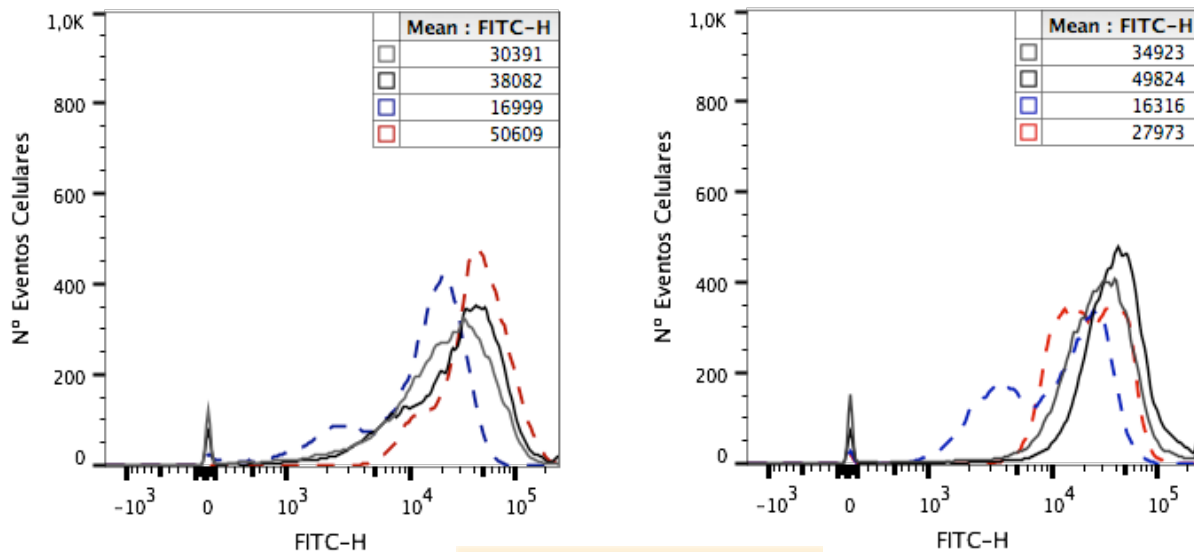 Mean : FITC-H
30391
38082
16999
50609
1,0K
800
600
400
200
0
Nº Eventos Celulares
-10³ 0 10³ 10⁴ 10⁵
FITC-H
Mean : FITC-H
34923
49824
16316
27973
1,0K
800
600
400
200
0
Nº Eventos Celulares
-10³ 0 10³ 10⁴ 10⁵
FITC-H